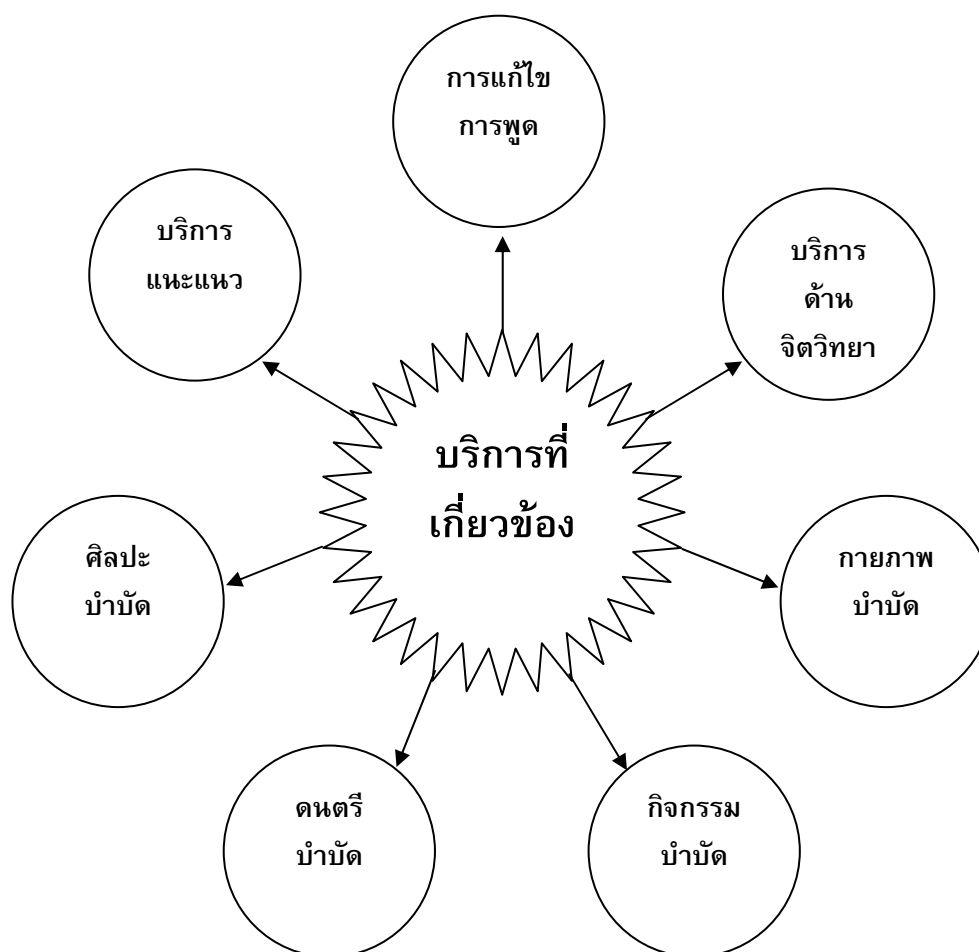 การแก้ไข
การพูด
บริการ
แนะแนว
บริการ
ด้าน
จิตวิทยา
บริการที่
เกี่ยวข้อง
ศิลปะ
บำบัด
กายภาพ
บำบัด
ดนตรี
บำบัด
กิจกรรม
บำบัด